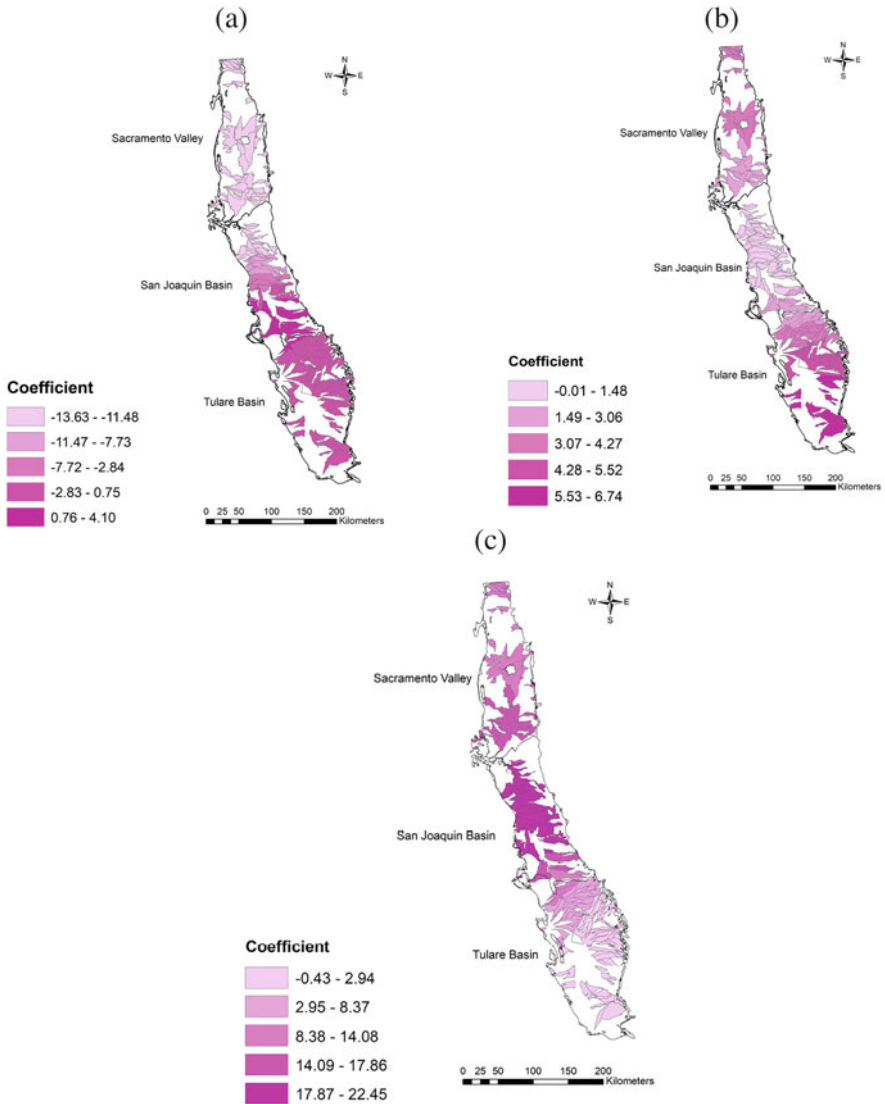 (a)
N
W E
S
Sacramento Valley
San Joaquin Basin
Tulare Basin
Coefficient
-13.63 - -11.48
-11.47 - -7.73
-7.72 - -2.84
-2.83 - 0.75
0.76 - 4.10
0 25 50 100 150 200
Kilometers
(b)
N
W E
S
Sacramento Valley
San Joaquin Basin
Tulare Basin
Coefficient
-0.01 - 1.48
1.49 - 3.06
3.07 - 4.27
4.28 - 5.52
5.53 - 6.74
0 25 50 100 150 200
Kilometers
(c)
N
W E
S
Sacramento Valley
San Joaquin Basin
Tulare Basin
Coefficient
-0.43 - 2.94
2.95 - 8.37
8.38 - 14.08
14.09 - 17.86
17.87 - 22.45
0 25 50 100 150 200
Kilometers